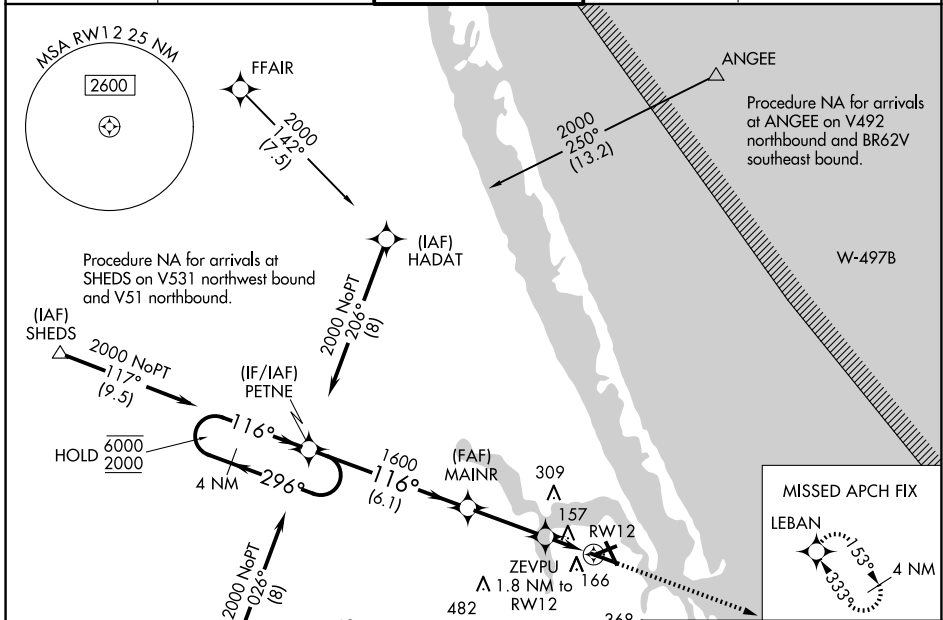 MSA RW12 25 NM
2600
FFAIR
2000
142°
(7.5)
ANGEE
2000
250°
(13.2)
Procedure NA for arrivals
at ANGEE on V492
northbound and BR62V
southeast bound.
W-497B
(IAF)
HADAT
2000 NoPT
206°
(8)
Procedure NA for arrivals at
SHEDS on V531 northwest bound
and V51 northbound.
(IAF)
SHEDS
2000 NoPT
117°
(9.5)
(IF/IAF)
PETNE
HOLD
6000
2000
116°
296°
4 NM
1600
116°
(6.1)
(FAF)
MAINR
309
157
RW12
166
ZEVPU
1.8 NM to
RW12
482
2000 NoPT
026°
(8)
MISSED APCH FIX
LEBAN
153°
333°
4 NM